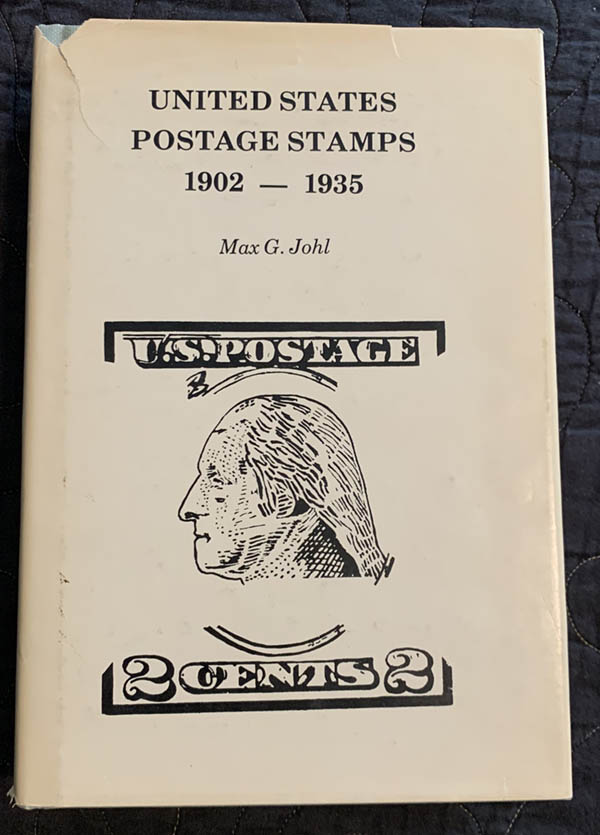 UNITED STATES
POSTAGE STAMPS
1902 — 1935
Max G. Johl
U.S. POSTAGE
2 CENTS 2